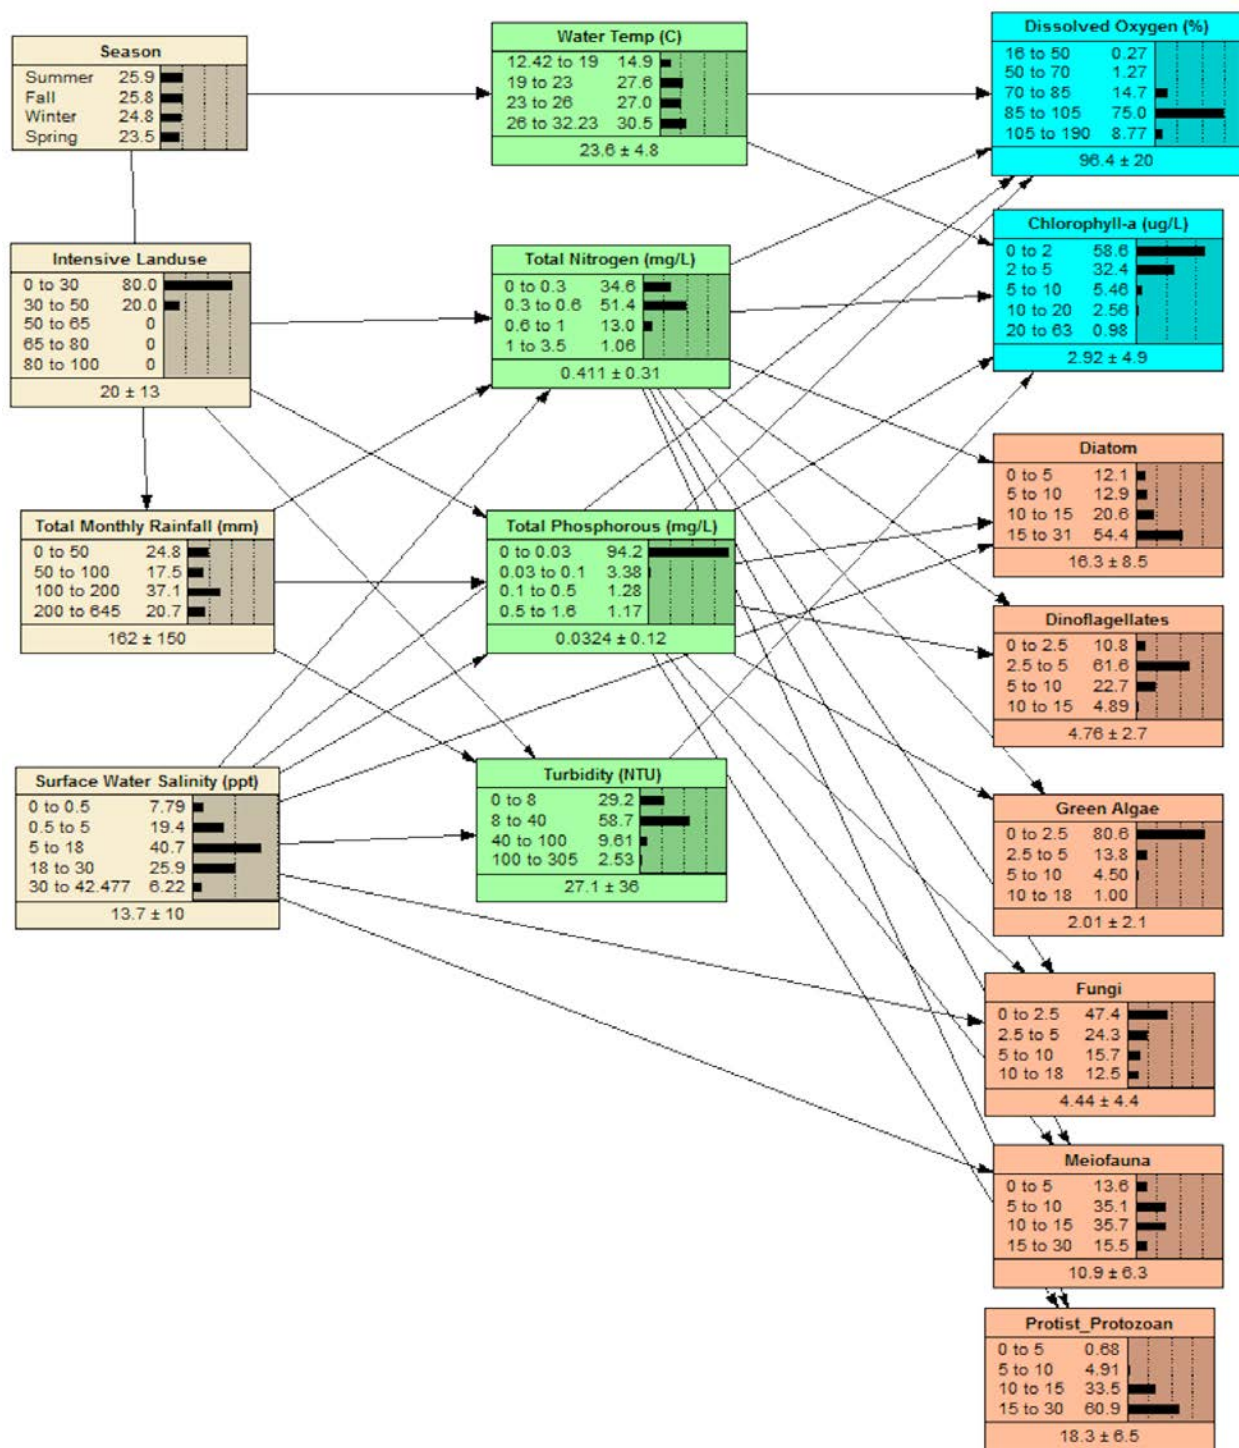 Season
Summer 25.9
Fall 25.8
Winter 24.8
Spring 23.5
Intensive Landuse
0 to 30 80.0
30 to 50 20.0
50 to 65 0
65 to 80 0
80 to 100 0
20 ± 13
Total Monthly Rainfall (mm)
0 to 50 24.8
50 to 100 17.5
100 to 200 37.1
200 to 645 20.7
162 ± 150
Surface Water Salinity (ppt)
0 to 0.5 7.79
0.5 to 5 19.4
5 to 18 40.7
18 to 30 25.9
30 to 42.477 6.22
13.7 ± 10
Water Temp (C)
12.42 to 19 14.9
19 to 23 27.6
23 to 26 27.0
26 to 32.23 30.5
23.6 ± 4.8
Total Nitrogen (mg/L)
0 to 0.3 34.6
0.3 to 0.6 51.4
0.6 to 1 13.0
1 to 3.5 1.06
0.411 ± 0.31
Total Phosphorous (mg/L)
0 to 0.03 94.2
0.03 to 0.1 3.38
0.1 to 0.5 1.28
0.5 to 1.6 1.17
0.0324 ± 0.12
Turbidity (NTU)
0 to 8 29.2
8 to 40 58.7
40 to 100 9.61
100 to 305 2.53
27.1 ± 36
Dissolved Oxygen (%)
16 to 50 0.27
50 to 70 1.27
70 to 85 14.7
85 to 105 75.0
105 to 190 8.77
96.4 ± 20
Chlorophyll-a (ug/L)
0 to 2 58.6
2 to 5 32.4
5 to 10 5.46
10 to 20 2.56
20 to 63 0.98
2.92 ± 4.9
Diatom
0 to 5 12.1
5 to 10 12.9
10 to 15 20.6
15 to 31 54.4
16.3 ± 8.5
Dinoflagellates
0 to 2.5 10.8
2.5 to 5 61.6
5 to 10 22.7
10 to 15 4.89
4.76 ± 2.7
Green Algae
0 to 2.5 80.6
2.5 to 5 13.8
5 to 10 4.50
10 to 18 1.00
2.01 ± 2.1
Fungi
0 to 2.5 47.4
2.5 to 5 24.3
5 to 10 15.7
10 to 18 12.5
4.44 ± 4.4
Meiofauna
0 to 5 13.6
5 to 10 35.1
10 to 15 35.7
15 to 30 15.5
10.9 ± 6.3
Protist_Protozoan
0 to 5 0.68
5 to 10 4.91
10 to 15 33.5
15 to 30 60.9
18.3 ± 6.5